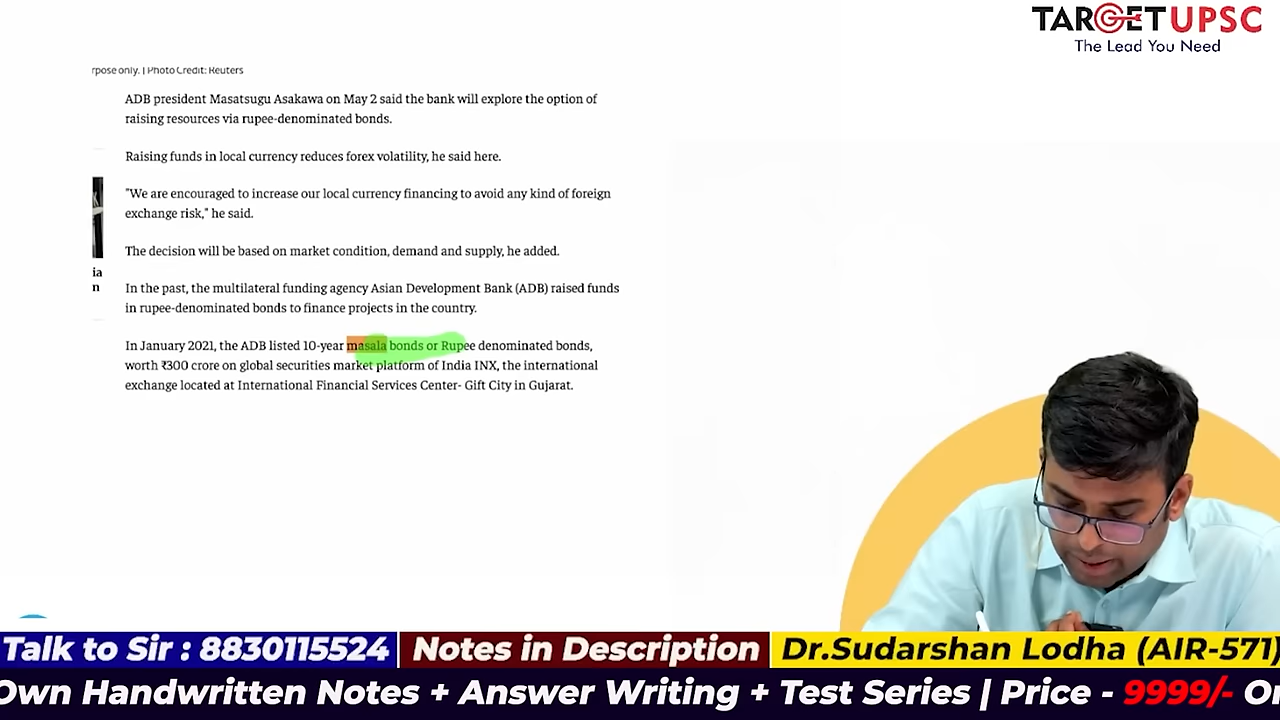 TARGETUPSC
The Lead You Need
rpose only. | Photo Credit: Reuters
ADB president Masatsugu Asakawa on May 2 said the bank will explore the option of
raising resources via rupee-denominated bonds.
Raising funds in local currency reduces forex volatility, he said here.
"We are encouraged to increase our local currency financing to avoid any kind of foreign
exchange risk," he said.
The decision will be based on market condition, demand and supply, he added.
ia
n
In the past, the multilateral funding agency Asian Development Bank (ADB) raised funds
in rupee-denominated bonds to finance projects in the country.
In January 2021, the ADB listed 10-year masala bonds or Rupee denominated bonds,
worth ₹300 crore on global securities market platform of India INX, the international
exchange located at International Financial Services Center- Gift City in Gujarat.
Talk to Sir : 8830115524 Notes in Description Dr.Sudarshan Lodha (AIR-571)
Own Handwritten Notes + Answer Writing + Test Series | Price - 9999/- Or